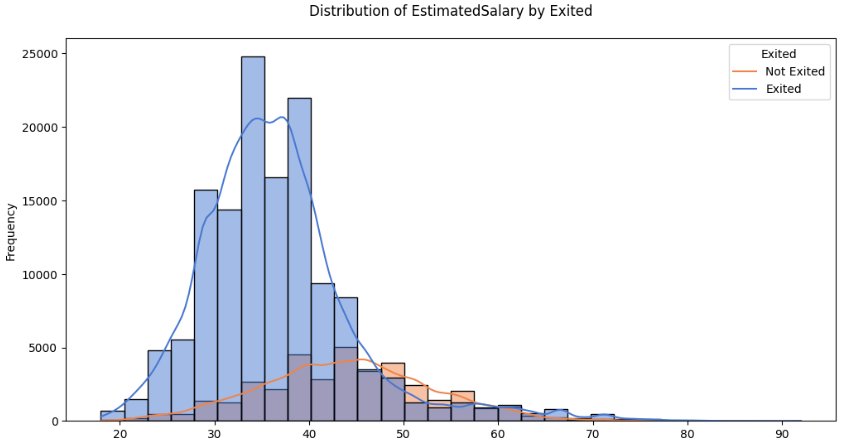 Distribution of EstimatedSalary by Exited
Exited
Not Exited
Exited
Frequency
25000
20000
15000
10000
5000
0
20 30 40 50 60 70 80 90